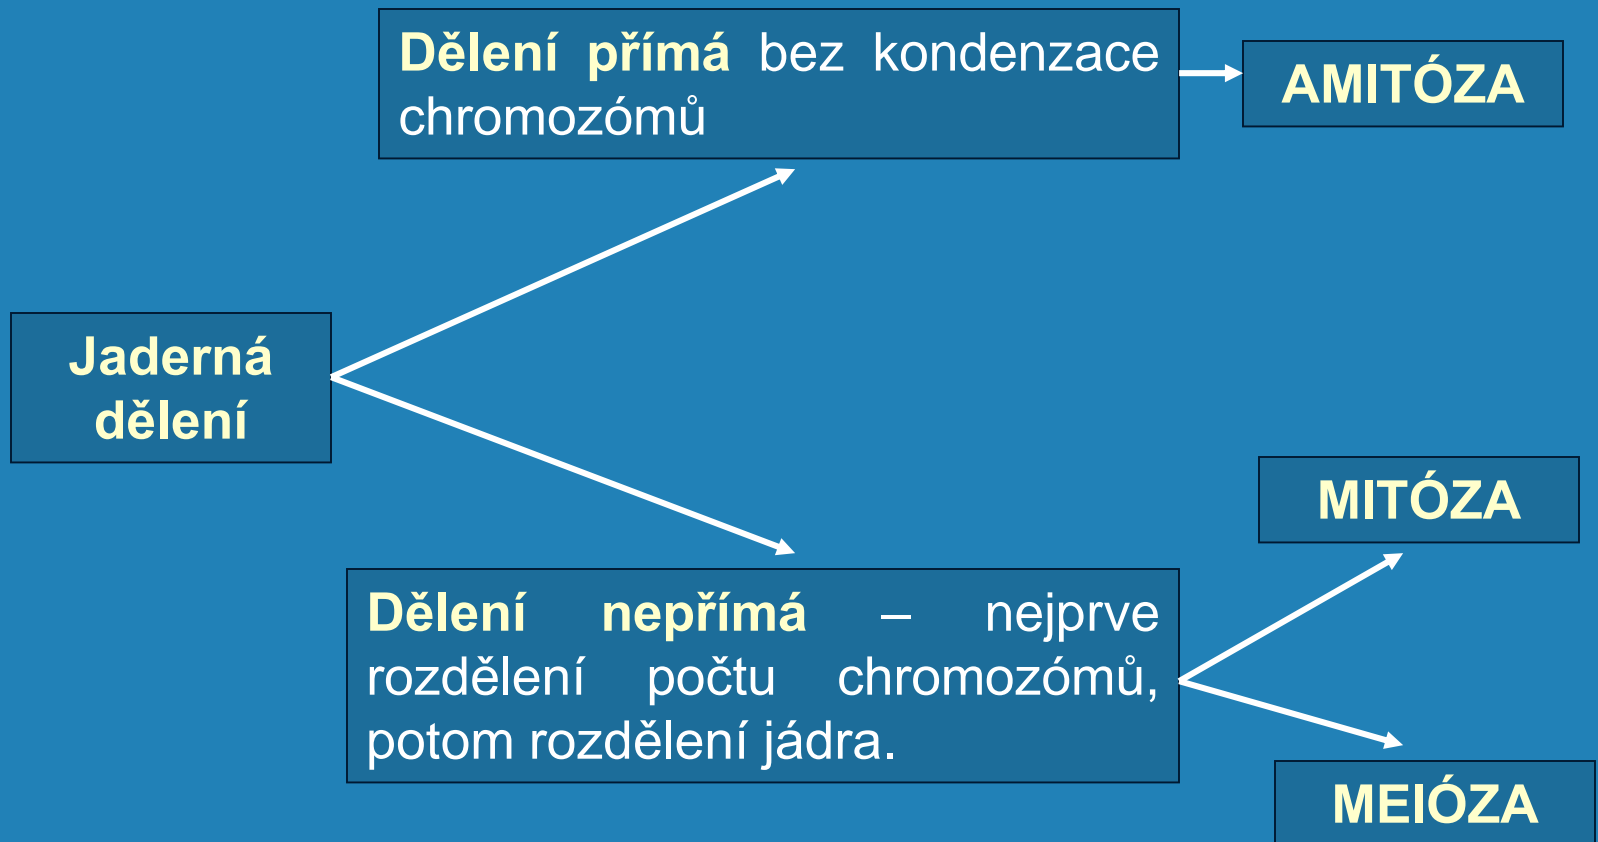 Dělení přímá bez kondenzace
chromozómů
AMITÓZA
Jaderná
dělení
MITÓZA
Dělení nepřímá – nejprve
rozdělení počtu chromozómů,
potom rozdělení jádra.
MEIÓZA